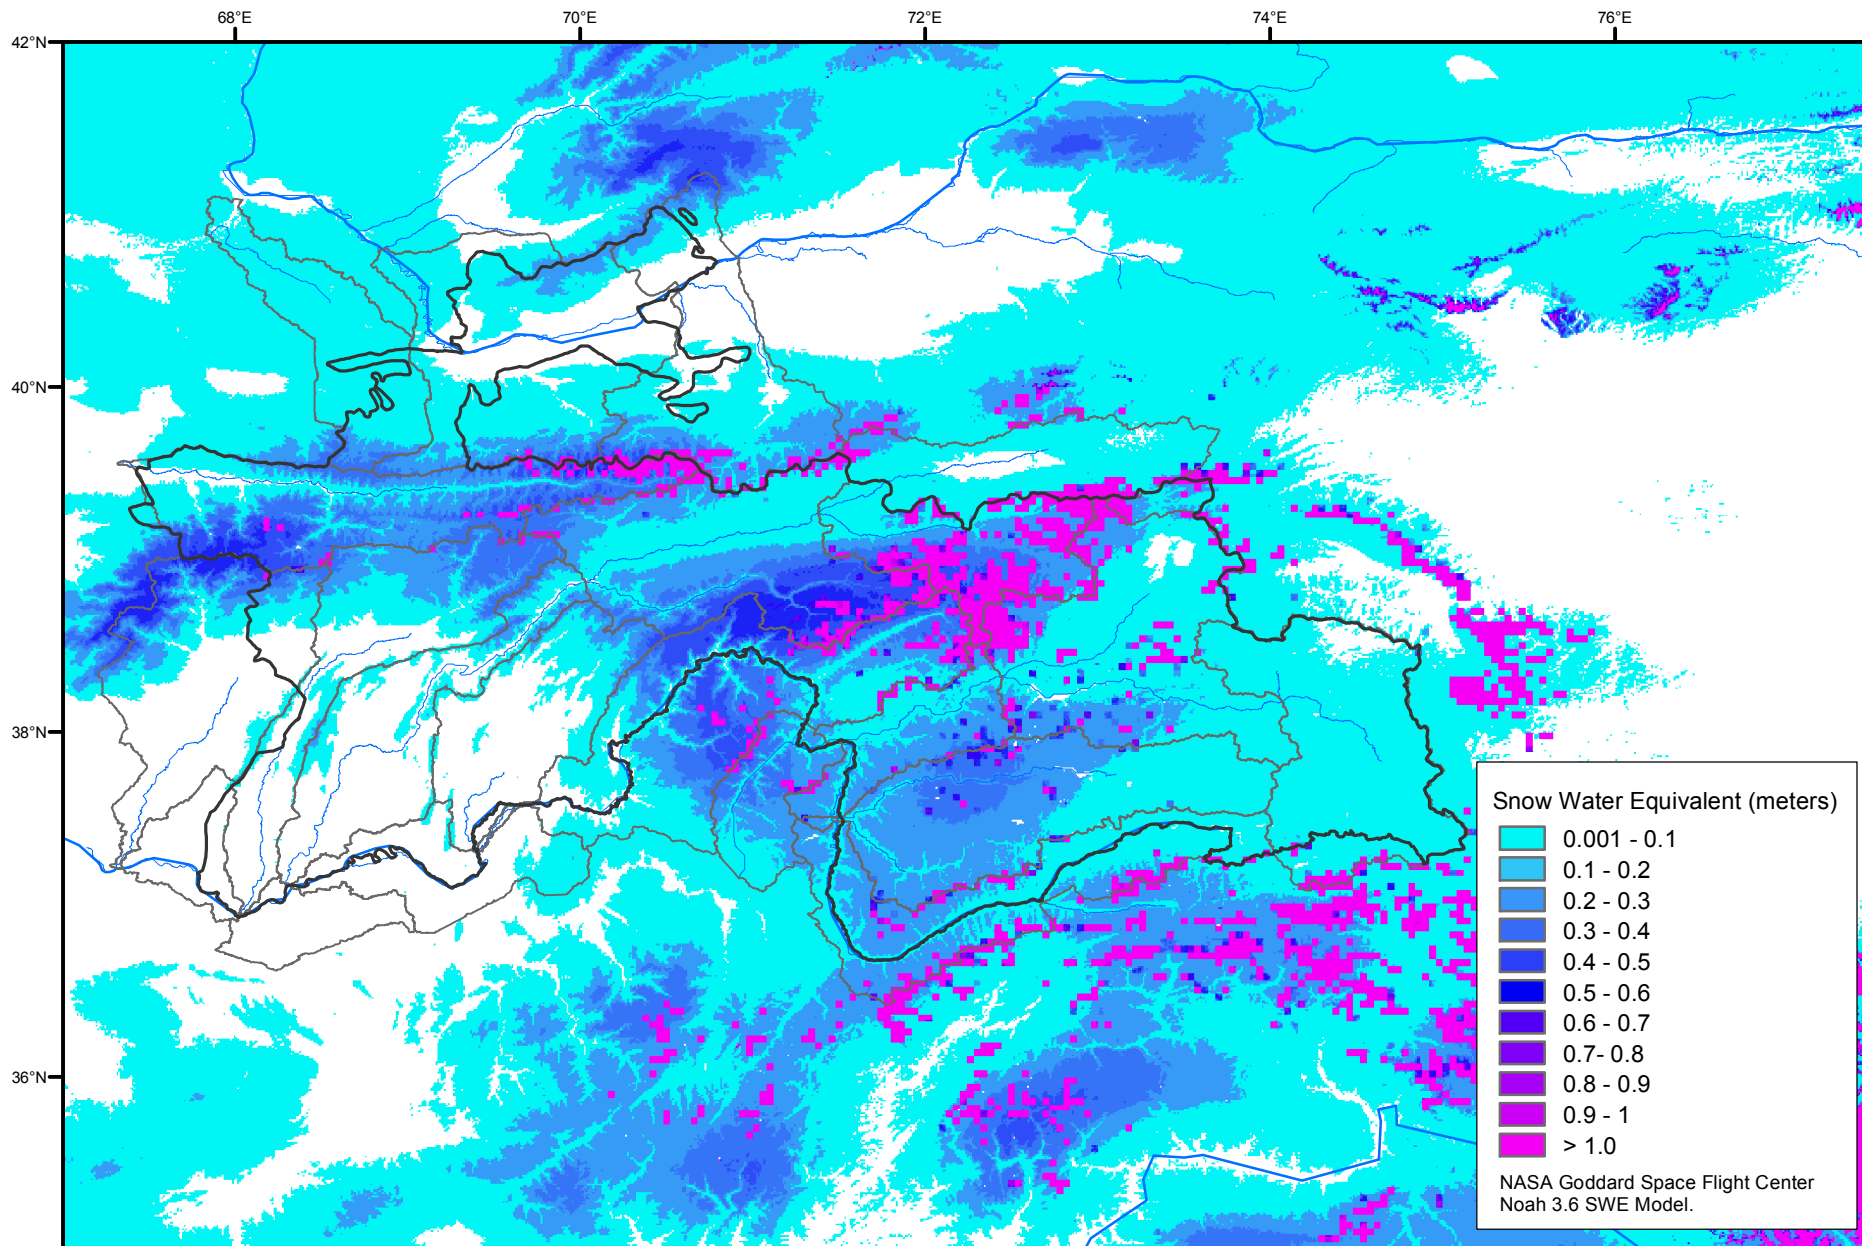 68°E 70°E 72°E 74°E 76°E
42°N
40°N
38°N
36°N
Snow Water Equivalent (meters)
0.001 - 0.1
0.1 - 0.2
0.2 - 0.3
0.3 - 0.4
0.4 - 0.5
0.5 - 0.6
0.6 - 0.7
0.7- 0.8
0.8 - 0.9
0.9 - 1
> 1.0
NASA Goddard Space Flight Center
Noah 3.6 SWE Model.